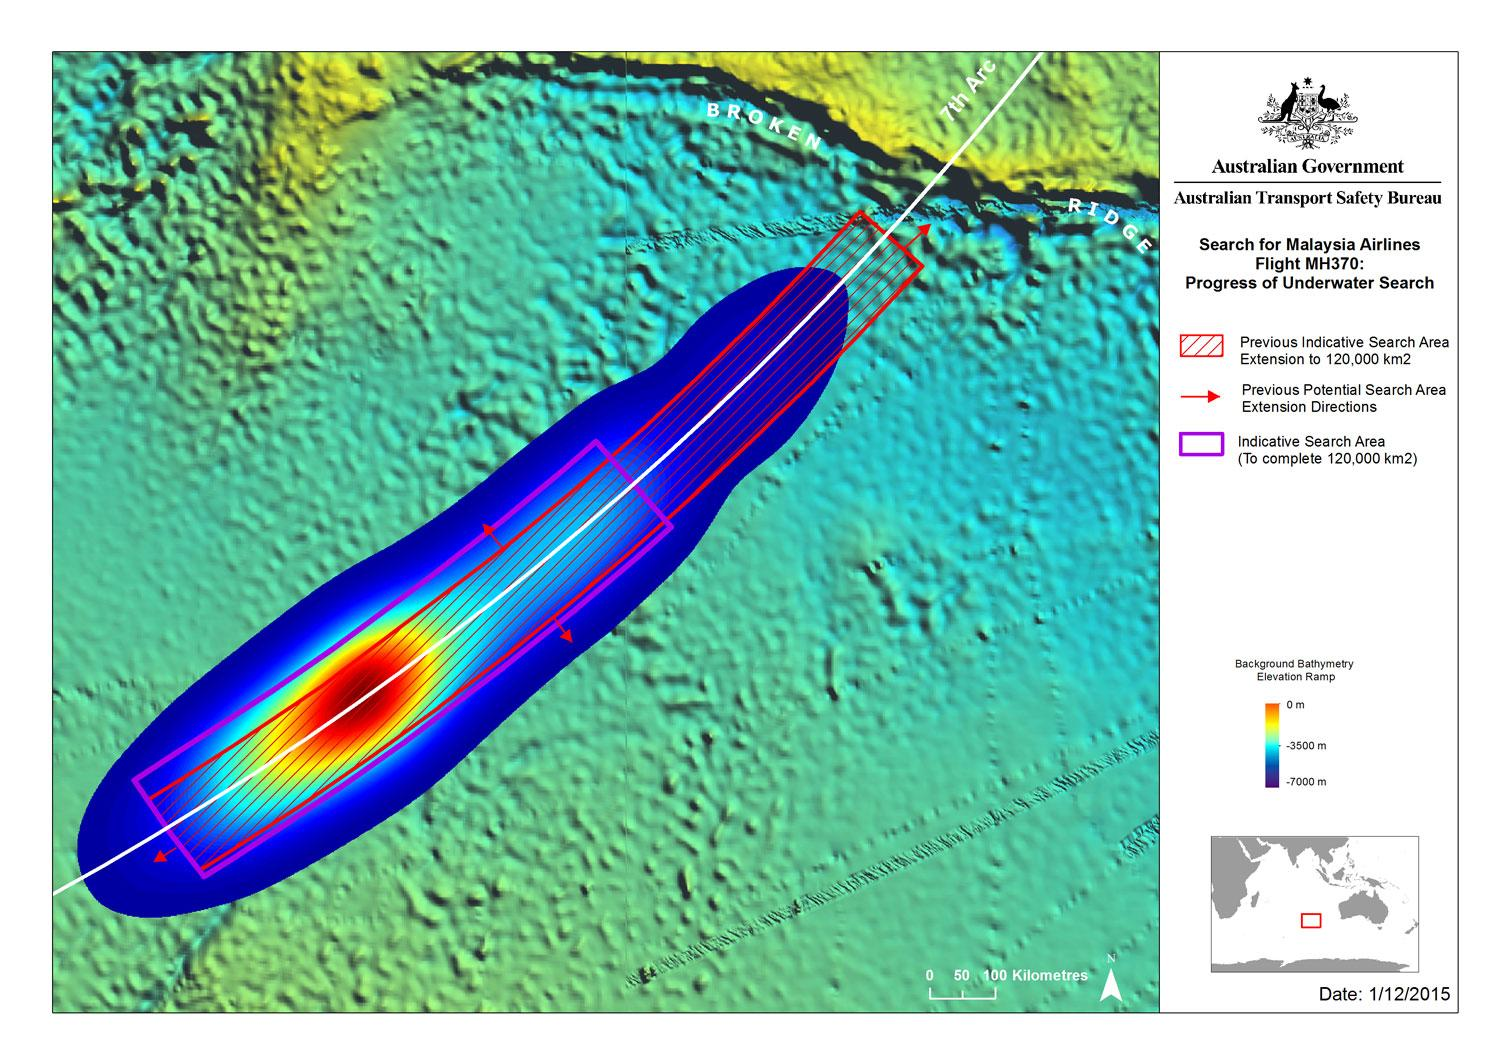 7th Arc
BROKEN
RIDGE
0 50 100 Kilometres
N
Australian Government
Australian Transport Safety Bureau
Search for Malaysia Airlines
Flight MH370:
Progress of Underwater Search
Previous Indicative Search Area
Extension to 120,000 km2
Previous Potential Search Area
Extension Directions
Indicative Search Area
(To complete 120,000 km2)
Background Bathymetry
Elevation Ramp
0 m
-3500 m
-7000 m
Date: 1/12/2015